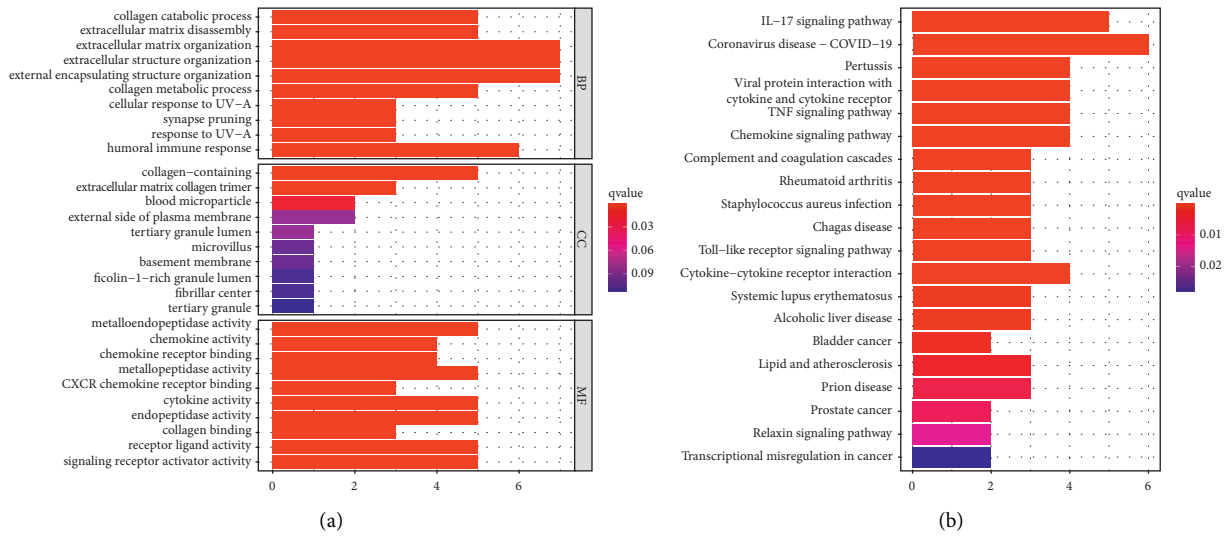 collagen catabolic process
extracellular matrix disassembly
extracellular matrix organization
extracellular structure organization
external encapsulating structure organization
collagen metabolic process
cellular response to UV−A
synapse pruning
response to UV−A
humoral immune response
BP
collagen−containing
extracellular matrix collagen trimer
blood microparticle
external side of plasma membrane
tertiary granule lumen
microvillus
basement membrane
ficolin−1−rich granule lumen
fibrillar center
tertiary granule
CC
metalloendopeptidase activity
chemokine activity
chemokine receptor binding
metallopeptidase activity
CXCR chemokine receptor binding
cytokine activity
endopeptidase activity
collagen binding
receptor ligand activity
signaling receptor activator activity
MF
0 2 4 6
qvalue
0.03
0.06
0.09
(a)
IL−17 signaling pathway
Coronavirus disease − COVID−19
Pertussis
Viral protein interaction with
cytokine and cytokine receptor
TNF signaling pathway
Chemokine signaling pathway
Complement and coagulation cascades
Rheumatoid arthritis
Staphylococcus aureus infection
Chagas disease
Toll−like receptor signaling pathway
Cytokine−cytokine receptor interaction
Systemic lupus erythematosus
Alcoholic liver disease
Bladder cancer
Lipid and atherosclerosis
Prion disease
Prostate cancer
Relaxin signaling pathway
Transcriptional misregulation in cancer
0 2 4 6
qvalue
0.01
0.02
(b)